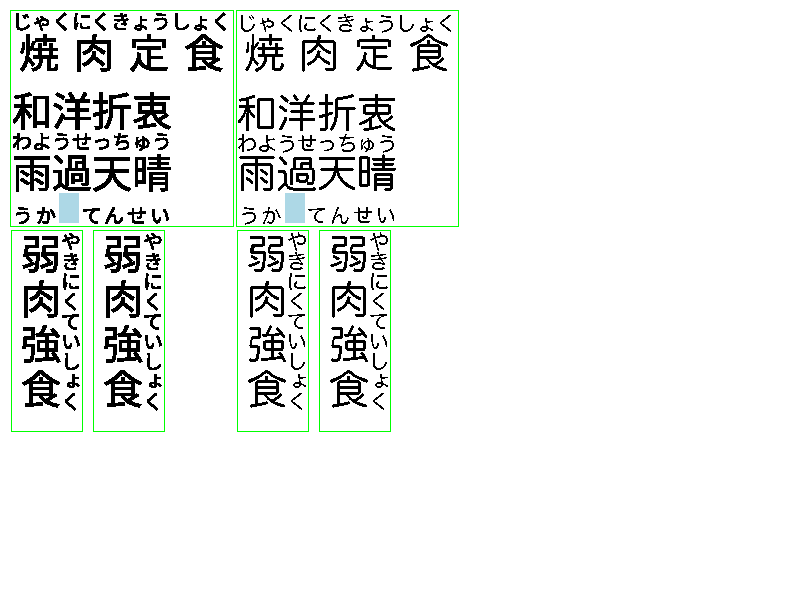 じゃくにくきょうしょく
焼肉定食
和洋折衷
わようせっちゅう
雨過天晴
うか てんせい
じゃくにくきょうしょく
焼肉定食
和洋折衷
わようせっちゅう
雨過天晴
うか てんせい
弱肉強食
やきにくていしょく
弱肉強食
やきにくていしょく
弱肉強食
やきにくていしょく
弱肉強食
やきにくていしょく